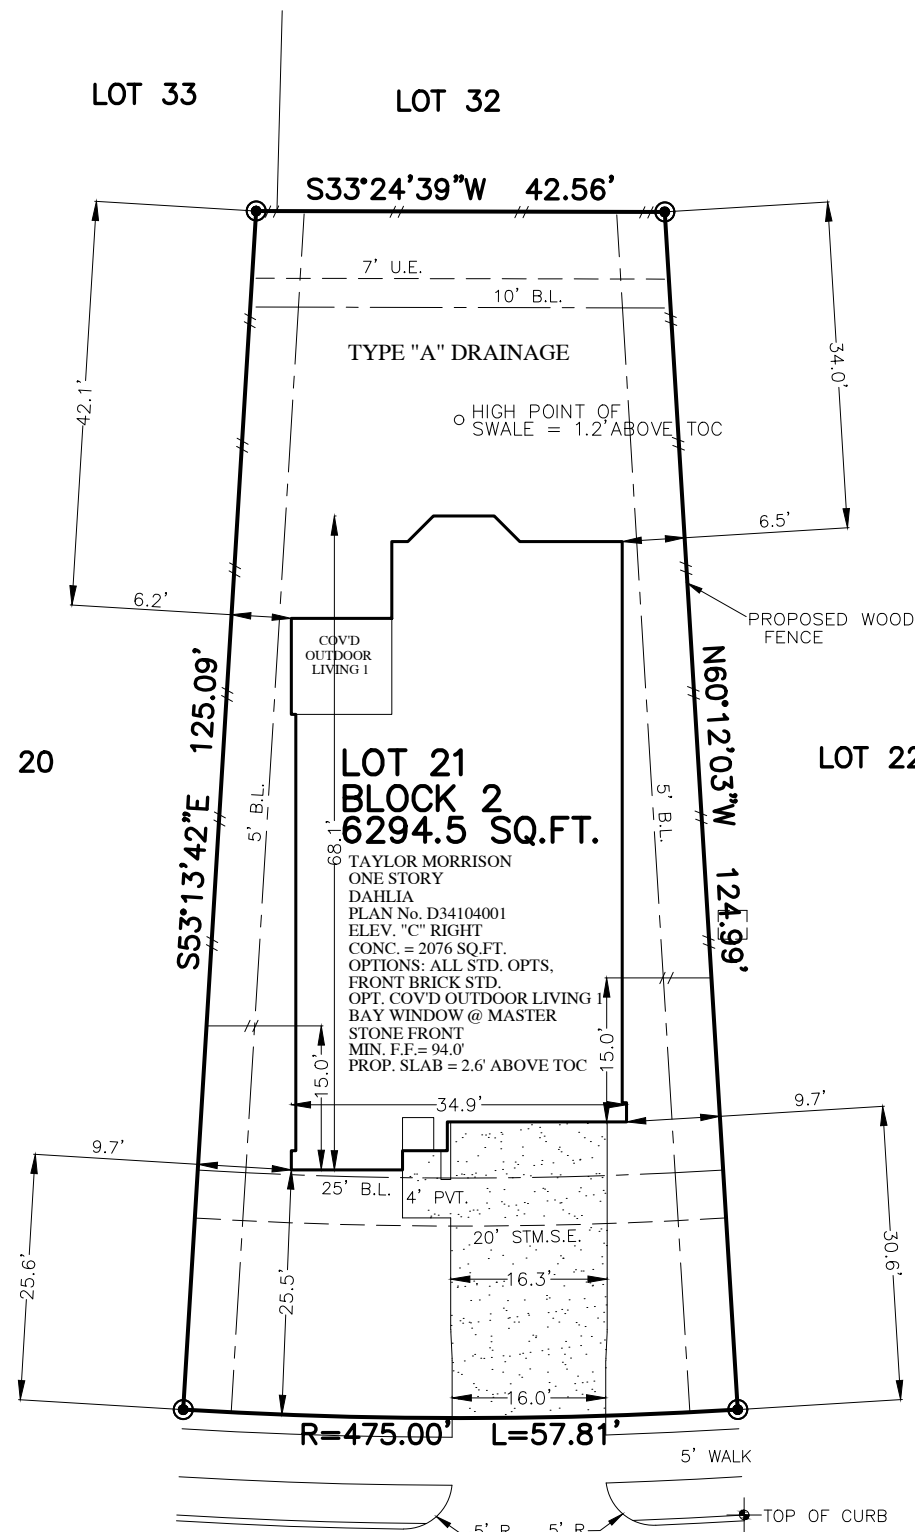 LOT 33
LOT 32
S33°24'39"W 42.56'
7' U.E.
10' B.L.
TYPE "A" DRAINAGE
34.0'
42.1'
HIGH POINT OF
SWALE = 1.2'ABOVE TOC
6.5'
6.2'
PROPOSED WOOD
FENCE
COV'D
OUTDOOR
LIVING 1
S53°13'42"E 125.09'
N60°12'03"W 124.99'
20
LOT 22
LOT 21
BLOCK 2
6294.5 SQ.FT.
5' B.L.
5' B.L.
68.1'
TAYLOR MORRISON
ONE STORY
DAHLIA
PLAN No. D34104001
ELEV. "C" RIGHT
CONC. = 2076 SQ.FT.
OPTIONS: ALL STD. OPTS,
FRONT BRICK STD.
OPT. COV'D OUTDOOR LIVING 1
BAY WINDOW @ MASTER
STONE FRONT
MIN. F.F.= 94.0'
PROP. SLAB = 2.6' ABOVE TOC
15.0'
15.0'
34.9'
9.7'
9.7'
25' B.L.
4' PVT.
20' STM.S.E.
25.6'
25.5'
30.6'
16.3'
16.0'
R=475.00' L=57.81'
5' WALK
TOP OF CURB
5' R
5' R